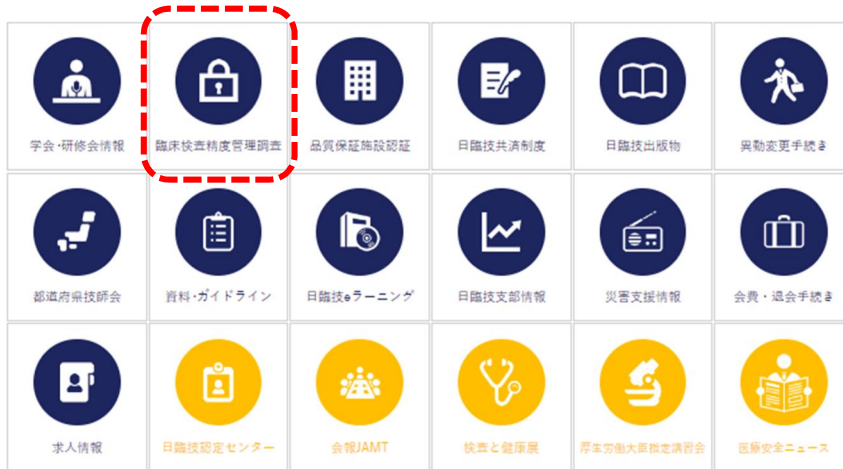 学会・研修会情報
臨床検査精度管理調査
品質保証施設認証
日臨技共済制度
日臨技出版物
異動変更手続き
都道府県技師会
資料・ガイドライン
日臨技eラーニング
日臨技支部情報
災害支援情報
会費・退会手続き
求人情報
日臨技認定センター
会報JAMT
検査と健康展
厚生労働大臣指定講習会
医療安全ニュース